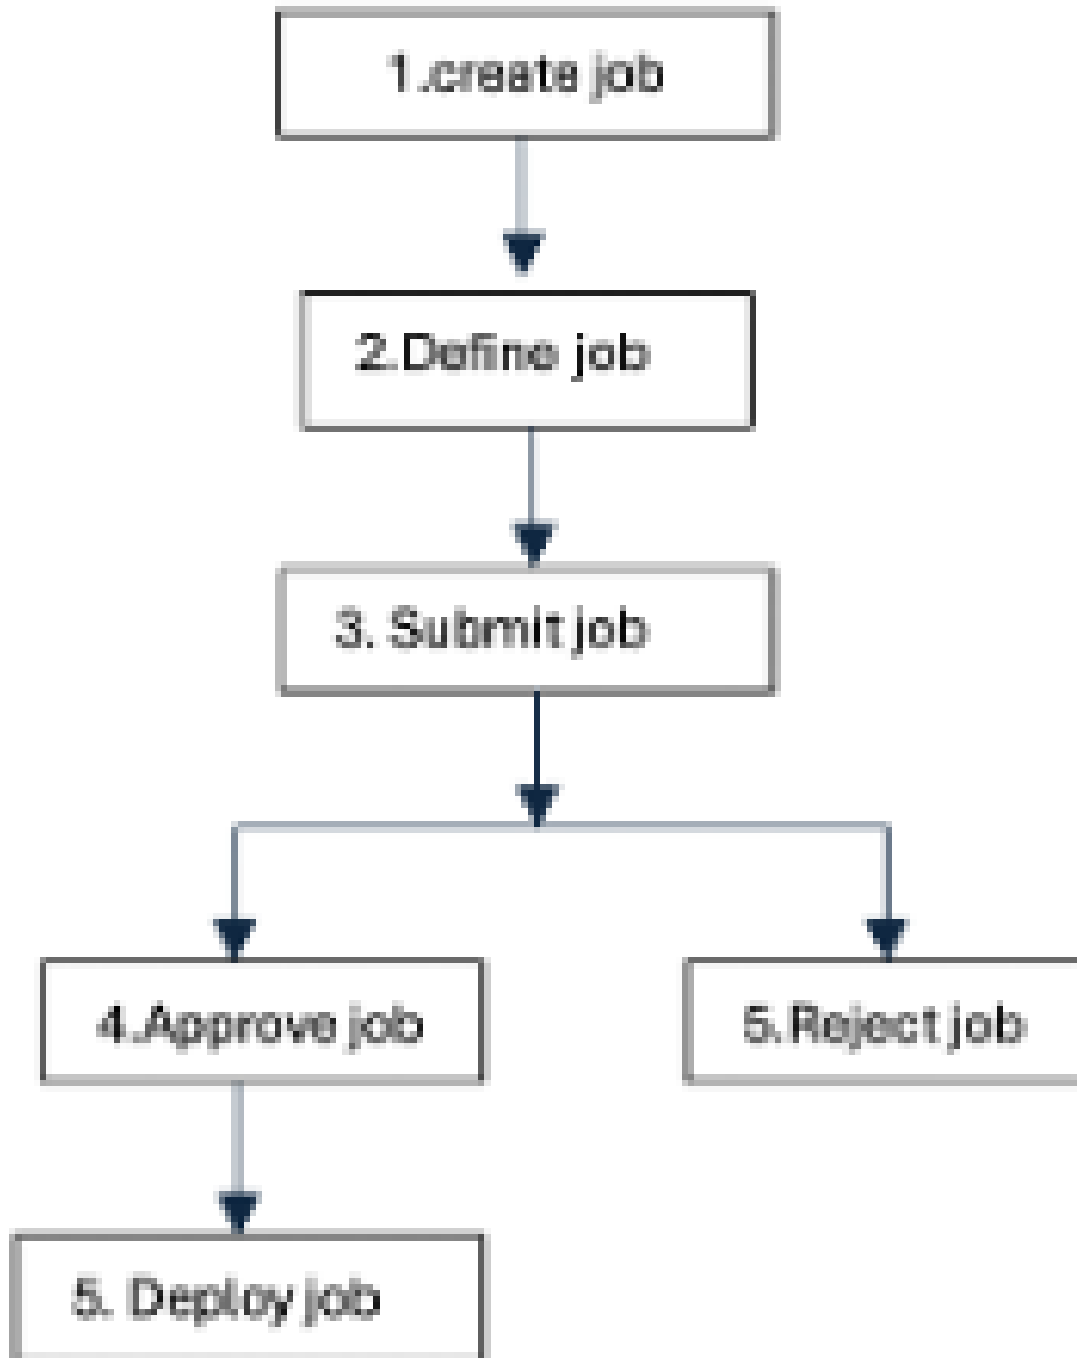 1.create job
2.Define job
3. Submit job
4.Approve job
5.Reject job
5. Deploy job